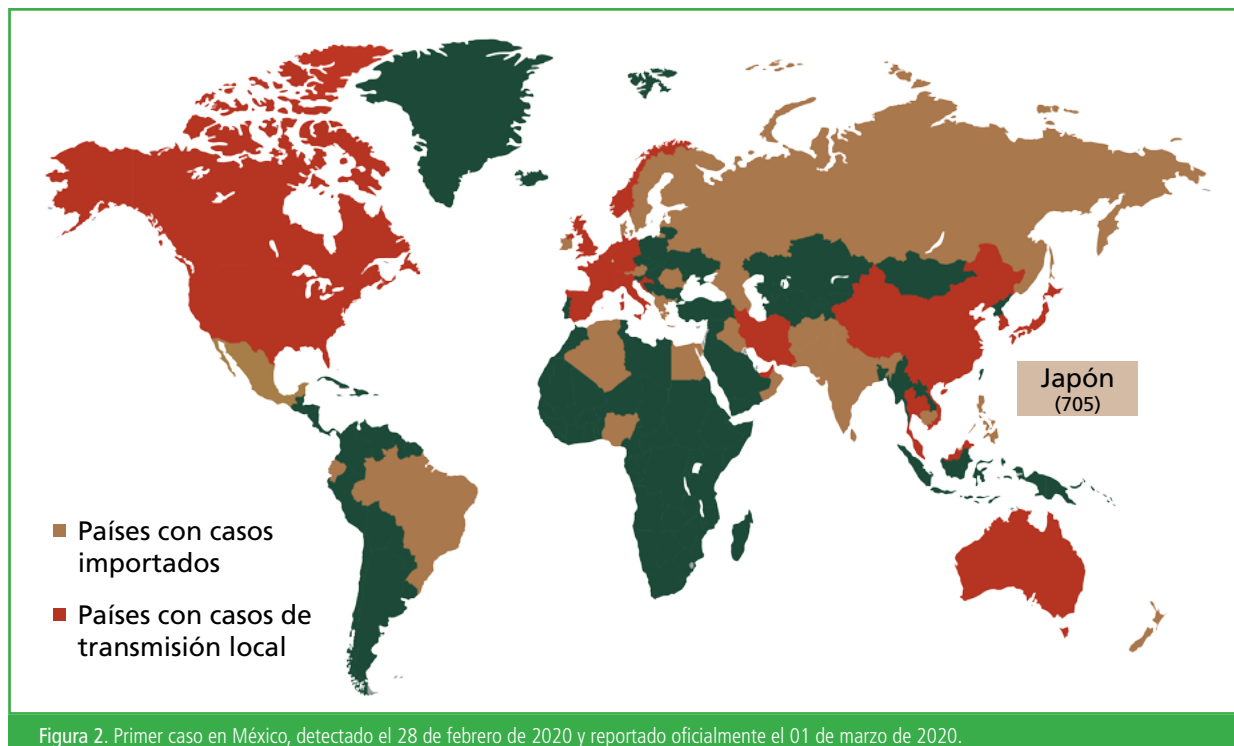 Japón
(705)
Países con casos
importados
Países con casos de
transmisión local
Figura 2. Primer caso en México, detectado el 28 de febrero de 2020 y reportado oficialmente el 01 de marzo de 2020.